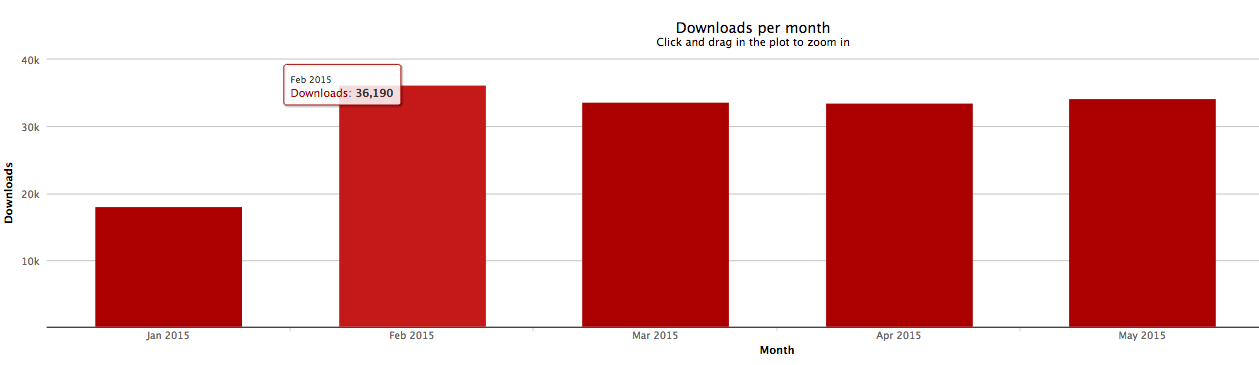 Downloads per month
Click and drag in the plot to zoom in
40k
Feb 2015
Downloads: 36,190
30k
20k
10k
Downloads
Jan 2015
Feb 2015
Mar 2015
Apr 2015
May 2015
Month